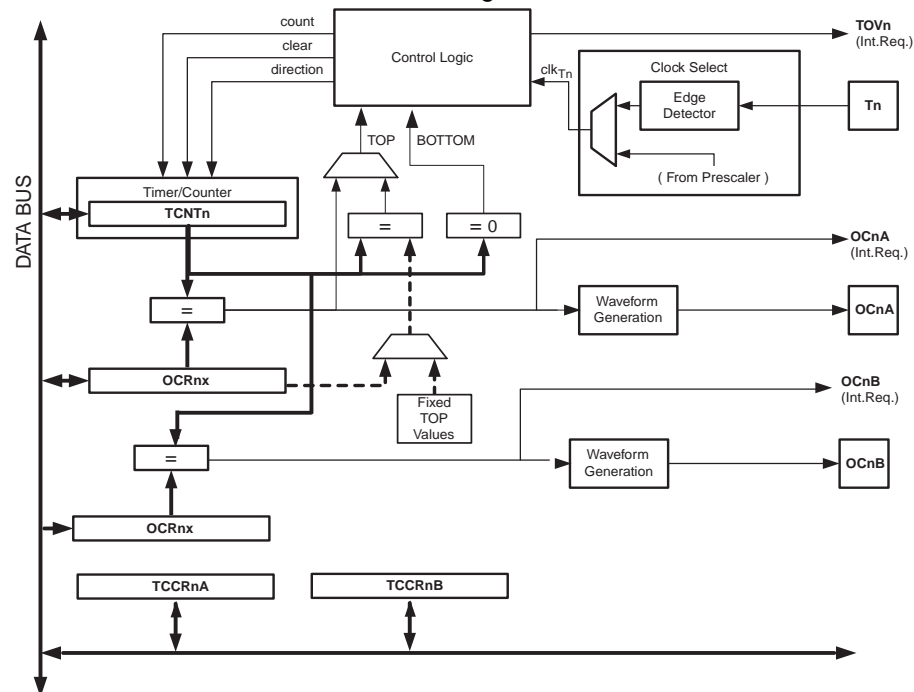 count
clear
direction
Control Logic
TOVn
(Int.Req.)
clkTn
Clock Select
Edge
Detector
Tn
( From Prescaler )
TOP
BOTTOM
DATA BUS
Timer/Counter
TCNTn
=
= 0
OCnA
(Int.Req.)
=
Waveform
Generation
OCnA
OCRnx
Fixed
TOP
Values
OCnB
(Int.Req.)
=
Waveform
Generation
OCnB
OCRnx
TCCRnA
TCCRnB